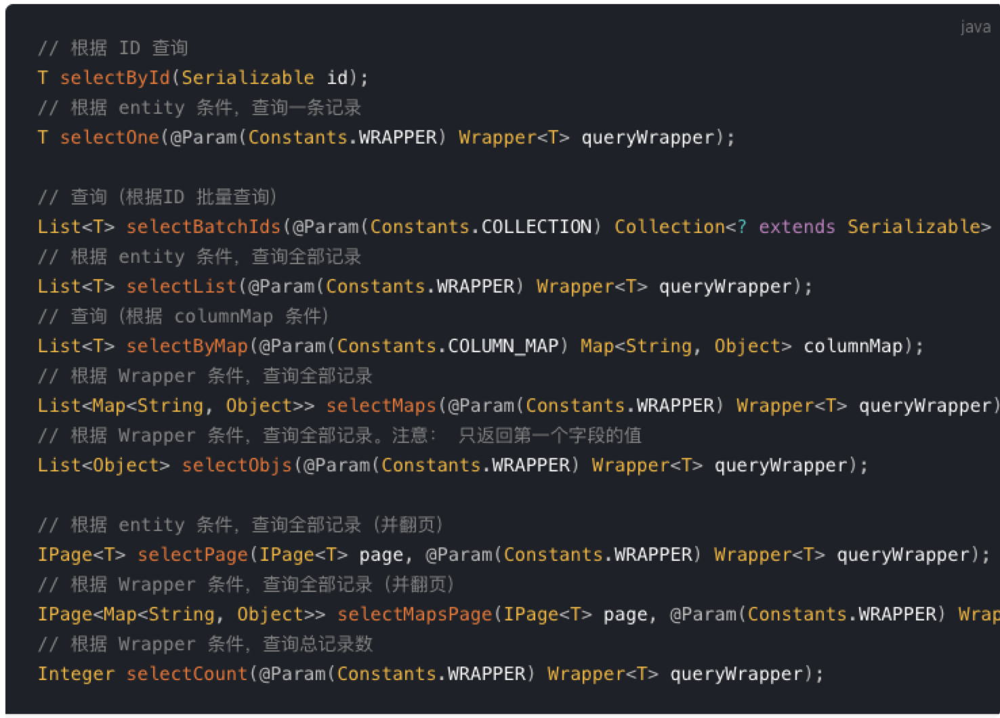 java
// 根据 ID 查询
T selectById(Serializable id);
// 根据 entity 条件，查询一条记录
T selectOne(@Param(Constants.WRAPPER) Wrapper<T> queryWrapper);
// 查询（根据ID 批量查询）
List<T> selectBatchIds(@Param(Constants.COLLECTION) Collection<? extends Serializable>
// 根据 entity 条件，查询全部记录
List<T> selectList(@Param(Constants.WRAPPER) Wrapper<T> queryWrapper);
// 查询（根据 columnMap 条件）
List<T> selectByMap(@Param(Constants.COLUMN_MAP) Map<String, Object> columnMap);
// 根据 Wrapper 条件，查询全部记录
List<Map<String, Object>> selectMaps(@Param(Constants.WRAPPER) Wrapper<T> queryWrapper)
// 根据 Wrapper 条件，查询全部记录。注意： 只返回第一个字段的值
List<Object> selectObjs(@Param(Constants.WRAPPER) Wrapper<T> queryWrapper);
// 根据 entity 条件，查询全部记录（并翻页）
IPage<T> selectPage(IPage<T> page, @Param(Constants.WRAPPER) Wrapper<T> queryWrapper);
// 根据 Wrapper 条件，查询全部记录（并翻页）
IPage<Map<String, Object>> selectMapsPage(IPage<T> page, @Param(Constants.WRAPPER) Wrap
// 根据 Wrapper 条件，查询总记录数
Integer selectCount(@Param(Constants.WRAPPER) Wrapper<T> queryWrapper);